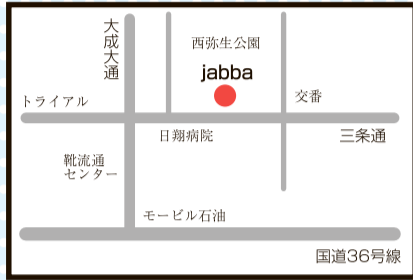 大成大通
西弥生公園
jabba
トライアル
交番
日翔病院
三条通
靴流通
センター
モービル石油
国道36号線